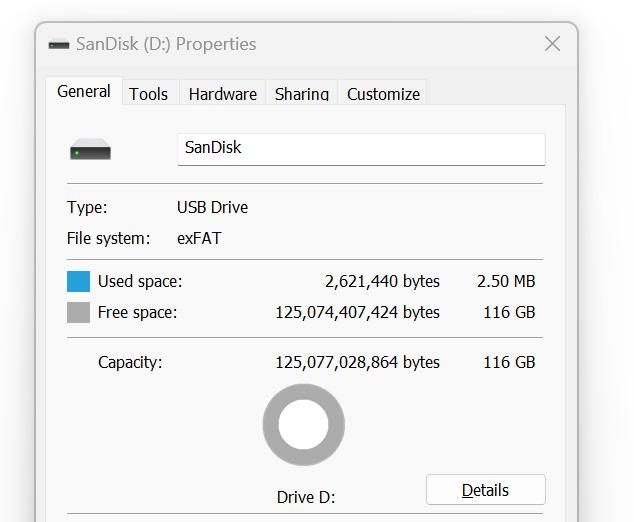 SanDisk (D:) Properties
General Tools Hardware Sharing Customize
SanDisk
Type: USB Drive
File system: exFAT
Used space: 2,621,440 bytes 2.50 MB
Free space: 125,074,407,424 bytes 116 GB
Capacity: 125,077,028,864 bytes 116 GB
Drive D: Details